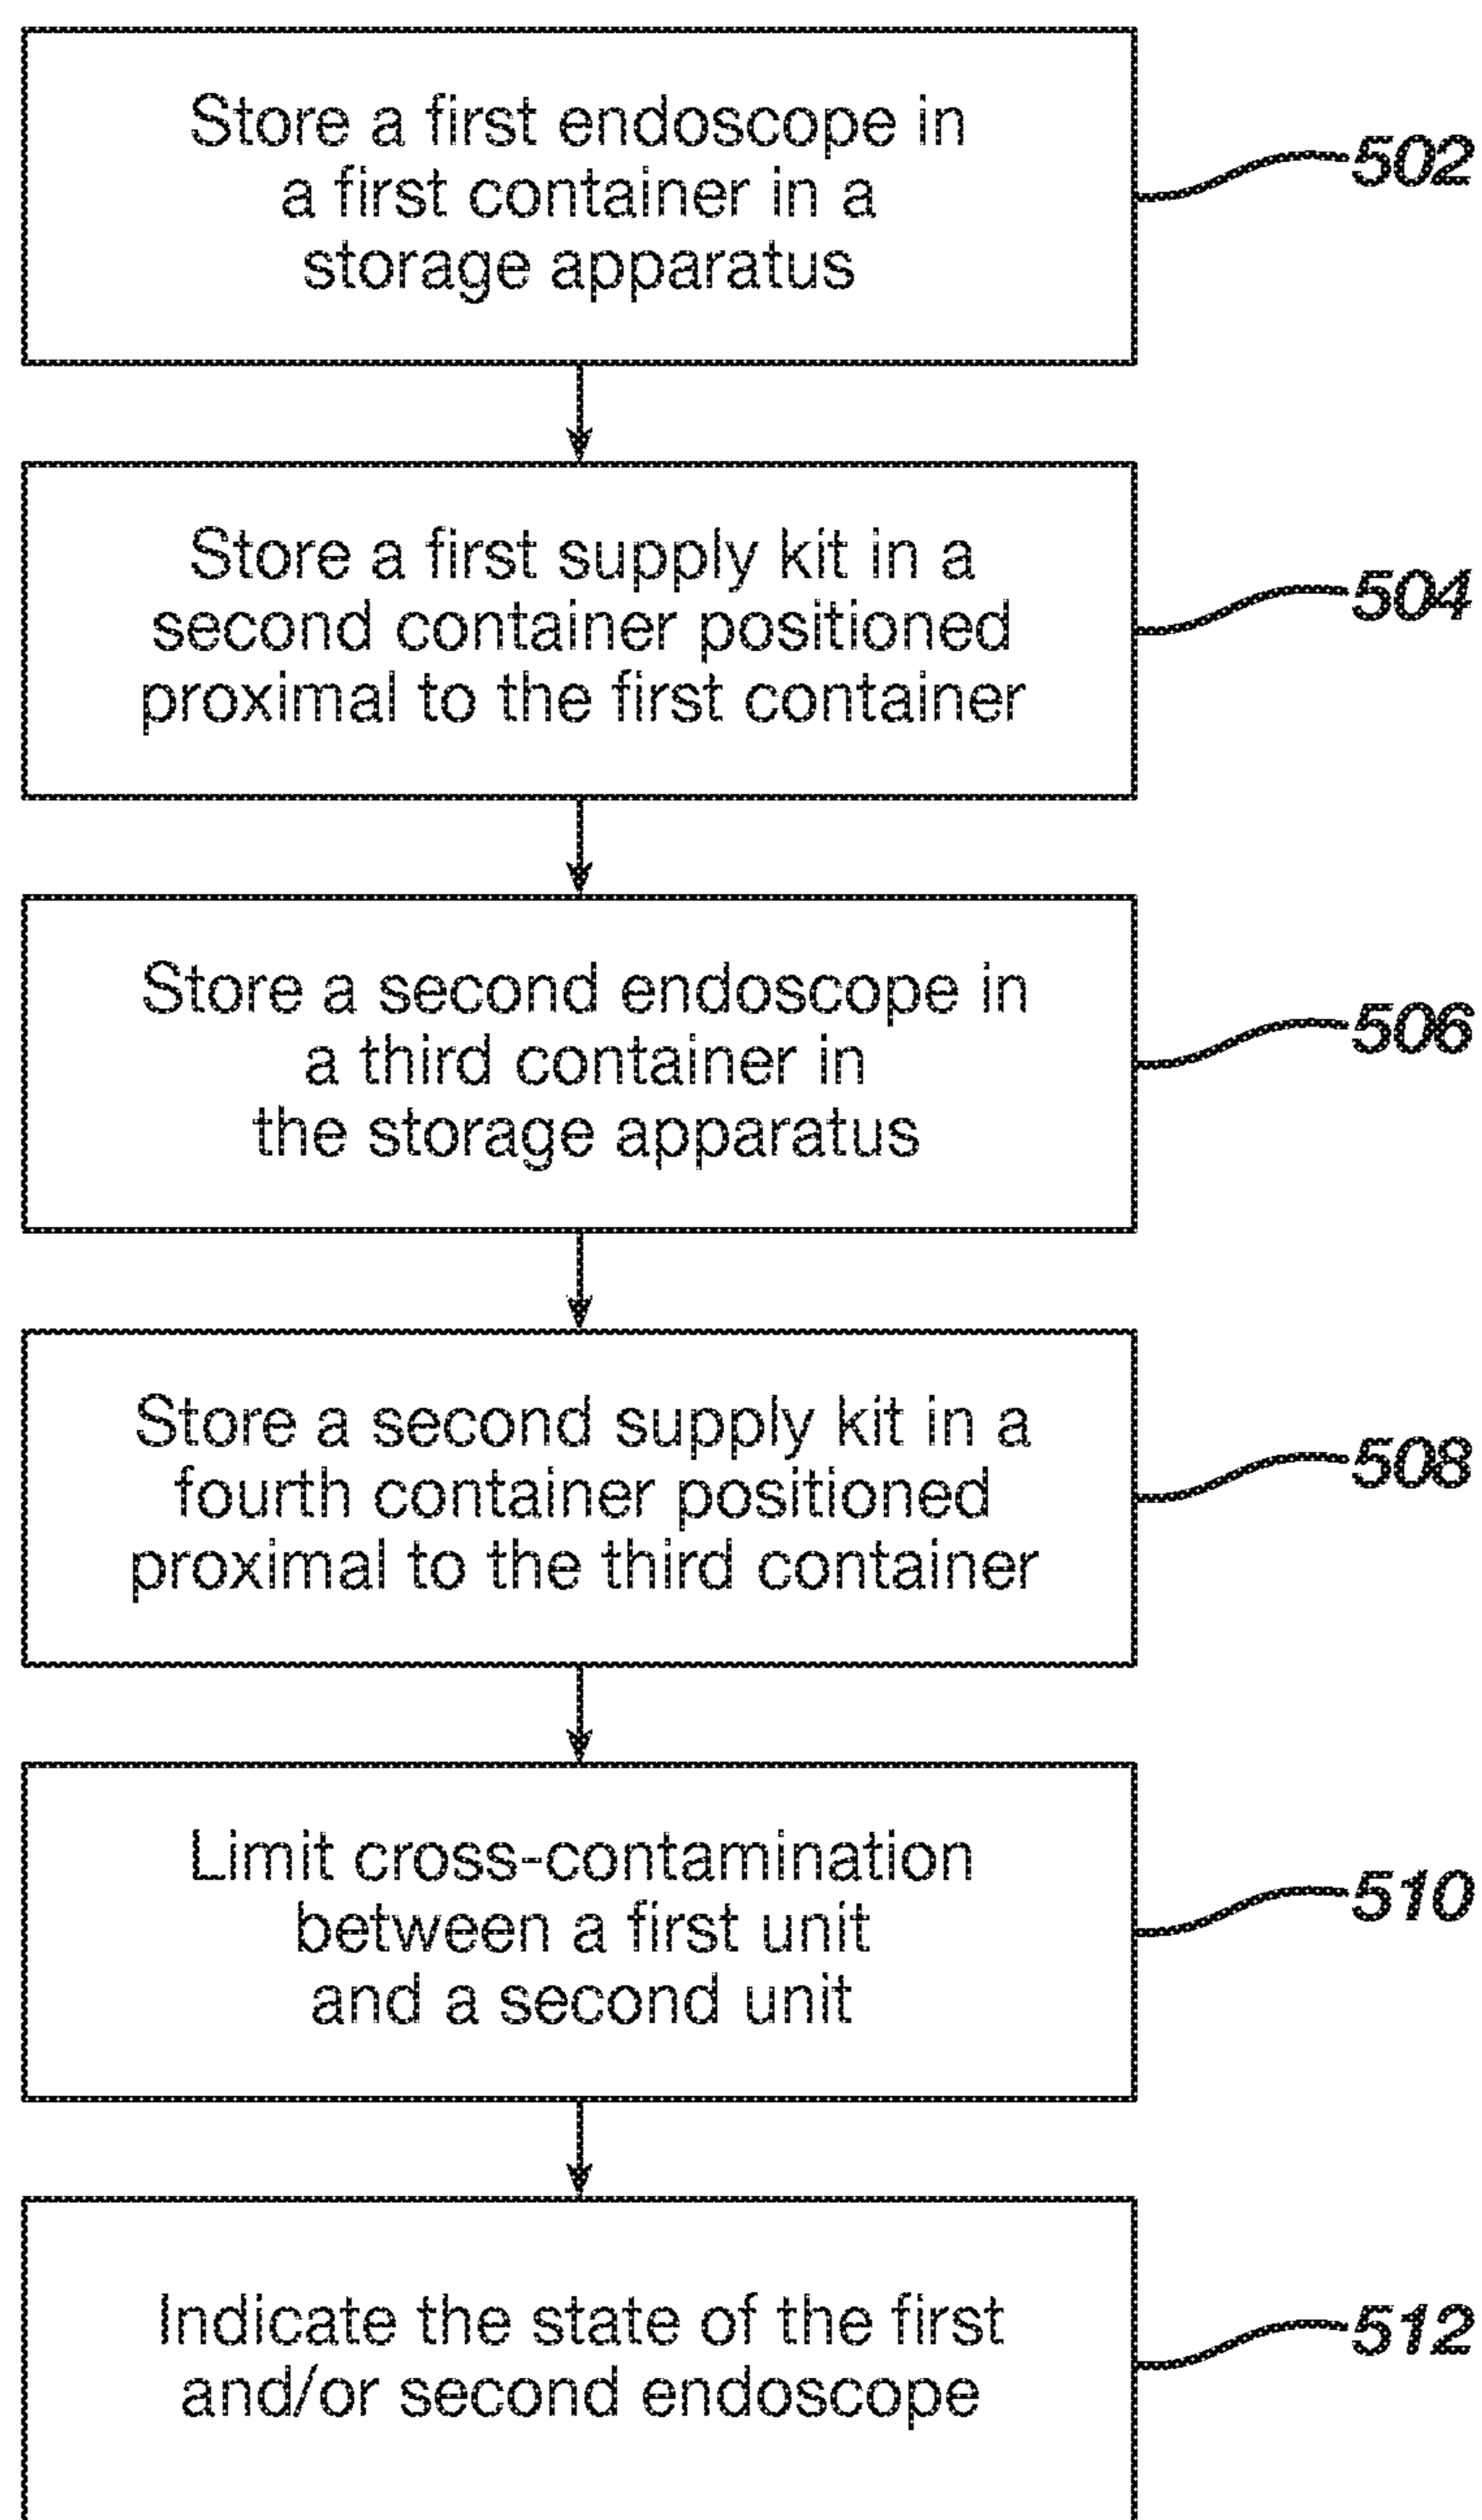 Store a first endoscope in
a first container in a
storage apparatus
502
Store a first supply kit in a
second container positioned
proximal to the first container
504
Store a second endoscope in
a third container in
the storage apparatus
506
Store a second supply kit in a
fourth container positioned
proximal to the third container
508
Limit cross-contamination
between a first unit
and a second unit
510
Indicate the state of the first
and/or second endoscope
512